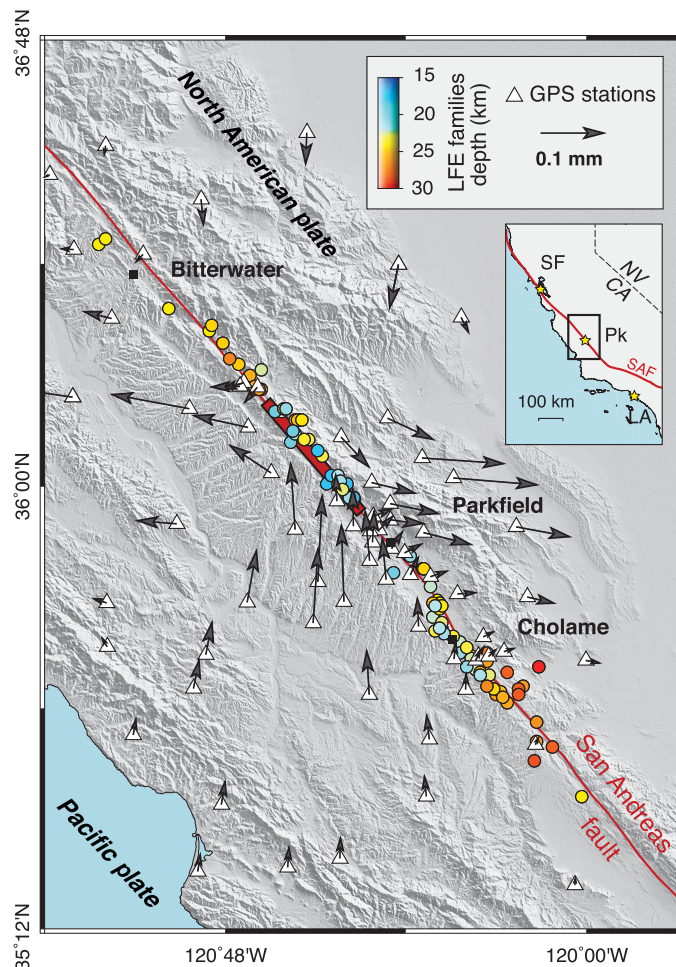 36°48'N
North American plate
15
20
25
30
LFE families
depth (km)
GPS stations
0.1 mm
Bitterwater
SF
NV
CA
Pk
SAF
100 km
LA
36°00'N
Parkfield
Cholame
San Andreas
fault
Pacific plate
35°12'N
120°48'W
120°00'W